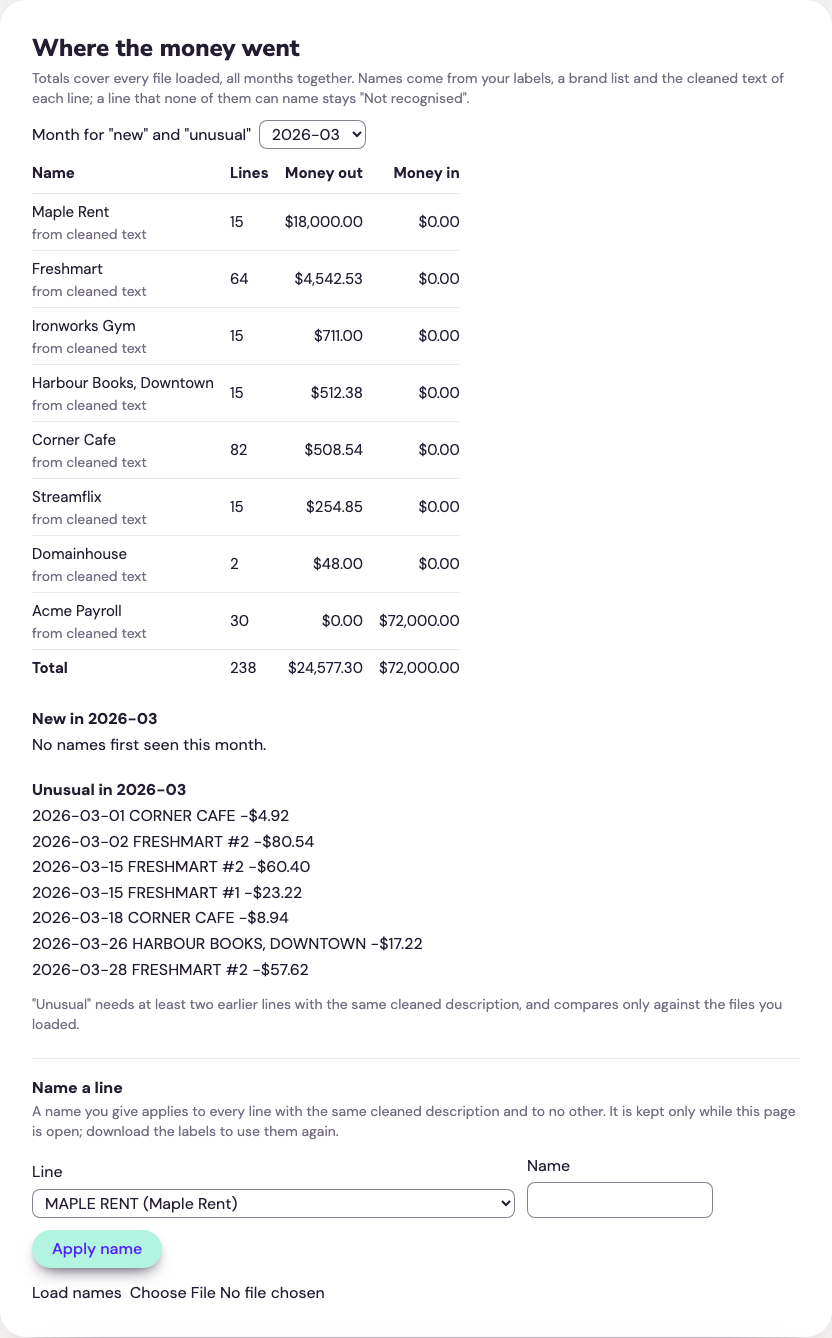 Where the money went
Totals cover every file loaded, all months together. Names come from your labels, a brand list and the cleaned text of
each line; a line that none of them can name stays "Not recognised".
Month for "new" and "unusual" 2026-03
Name Lines Money out Money in
Maple Rent
from cleaned text
15 $18,000.00 $0.00
Freshmart
from cleaned text
64 $4,542.53 $0.00
Ironworks Gym
from cleaned text
15 $711.00 $0.00
Harbour Books, Downtown
from cleaned text
15 $512.38 $0.00
Corner Cafe
from cleaned text
82 $508.54 $0.00
Streamflix
from cleaned text
15 $254.85 $0.00
Domainhouse
from cleaned text
2 $48.00 $0.00
Acme Payroll
from cleaned text
30 $0.00 $72,000.00
Total 238 $24,577.30 $72,000.00
New in 2026-03
No names first seen this month.
Unusual in 2026-03
2026-03-01 CORNER CAFE -$4.92
2026-03-02 FRESHMART #2 -$80.54
2026-03-15 FRESHMART #2 -$60.40
2026-03-15 FRESHMART #1 -$23.22
2026-03-18 CORNER CAFE -$8.94
2026-03-26 HARBOUR BOOKS, DOWNTOWN -$17.22
2026-03-28 FRESHMART #2 -$57.62
"Unusual" needs at least two earlier lines with the same cleaned description, and compares only against the files you
loaded.
Name a line
A name you give applies to every line with the same cleaned description and to no other. It is kept only while this page
is open; download the labels to use them again.
Line
Name
MAPLE RENT (Maple Rent)
Apply name
Load names Choose File No file chosen